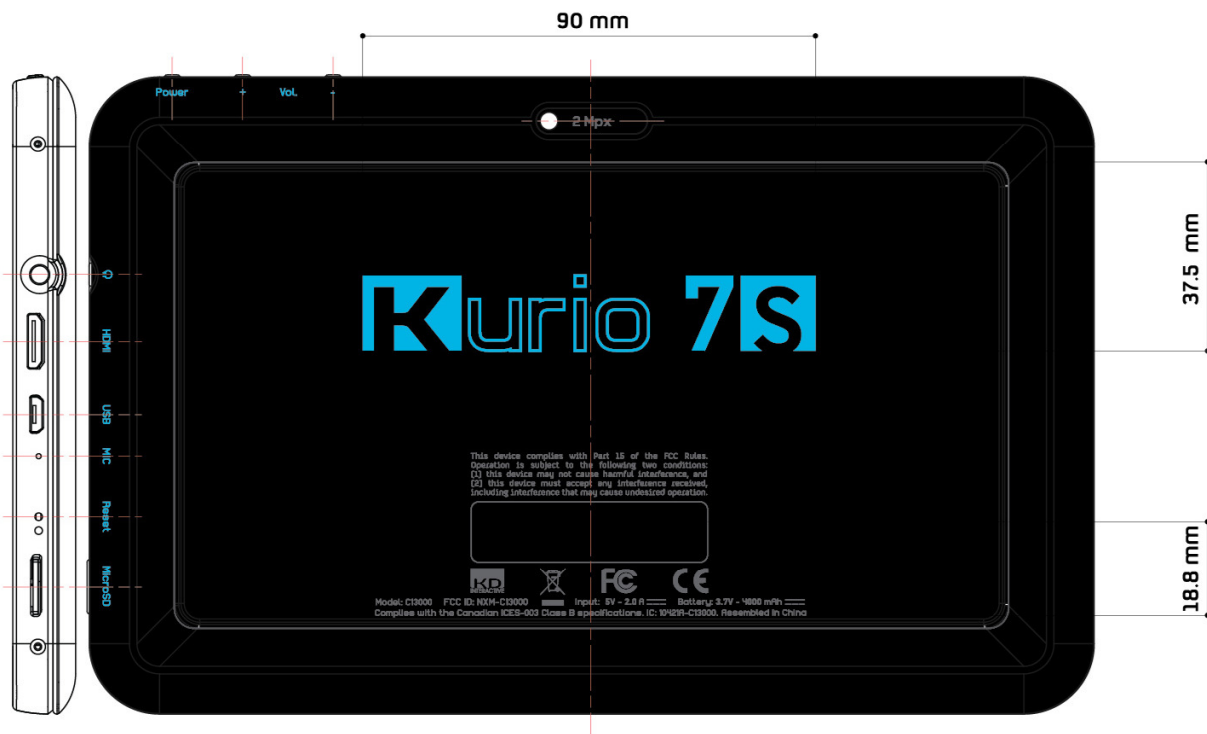 90 mm
Power + Vol. -
2 Mpx
37.5 mm
Kurio 7S
HDMI
USB
MIC
Reset
MicroSD
This device complies with Part 15 of the FCC Rules.
Operation is subject to the following two conditions:
(1) this device may not cause harmful interference, and
(2) this device must accept any interference received,
including interference that may cause undesired operation.
18.8 mm
KD
INTERACTIVE
FC
CE
Model: C13000 FCC ID: NXM-C13000 Input: 5V - 2.0 A Battery: 3.7V - 4000 mAh
Complies with the Canadian ICES-003 Class B specifications. IC: 10421A-C13000. Assembled in China